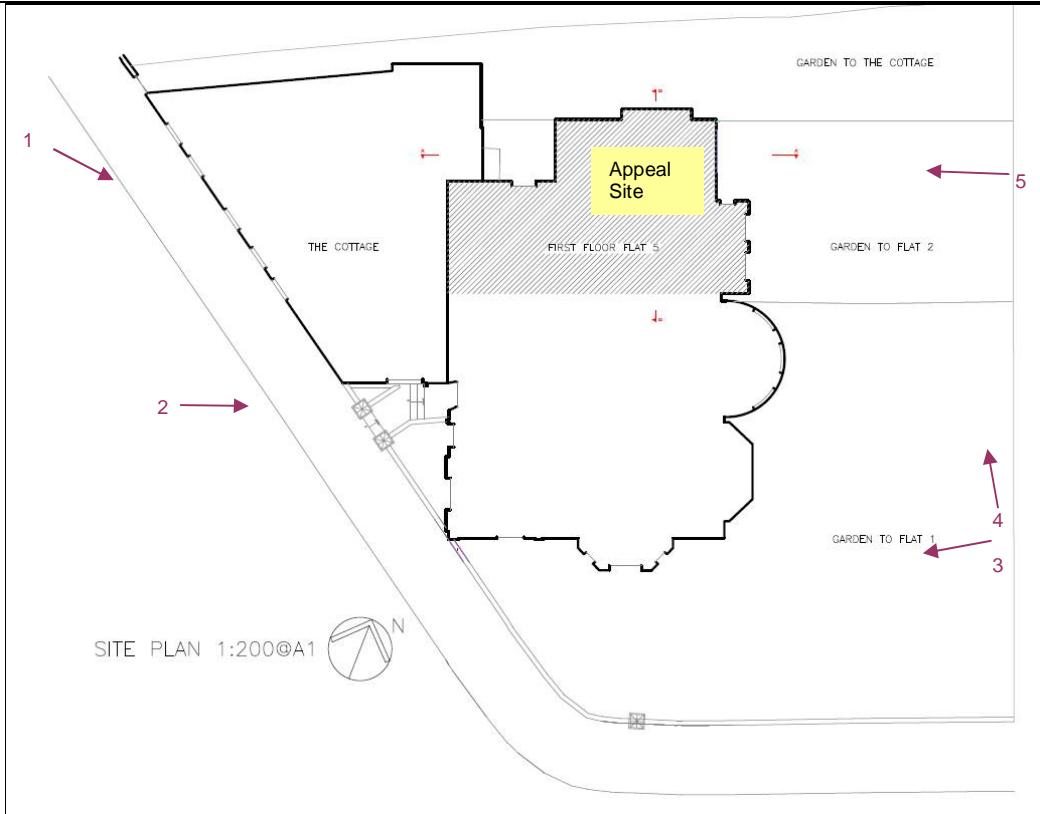 GARDEN TO THE COTTAGE
1
Appeal
Site
5
THE COTTAGE
FIRST FLOOR FLAT 5
GARDEN TO FLAT 2
2
4
GARDEN TO FLAT 1
3
SITE PLAN 1:200@A1
N